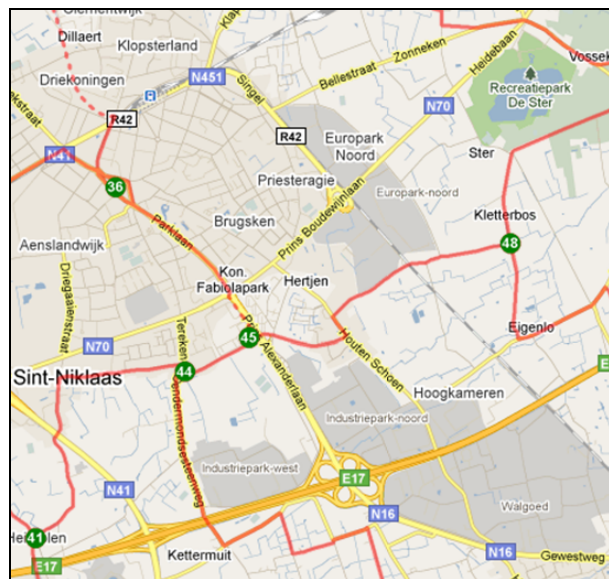 Clementwijk
Klap
Dillaert
Klopsterland
Vossek
Zonneken
Heidebaan
Driekoningen
N451
Bellestraat
Recreatiepark
De Ster
Singel
N70
R42
R42
Europark
Noord
N41
Ster
Priesteragie
36
Europark-noord
Prins Boudewijnlaan
Kletterbos
Parklaan
Brugsken
48
Aenslandwijk
Kon.
Fabiolapark
Hertjen
Driegaaienstraat
Eigenlo
Tereken
45
Houten Schoen
N70
44
Sint-Niklaas
Alexanderlaan
Hoogkameren
Industriepark-noord
Industriepark-west
E17
N41
Walgoed
N16
41
Kettermuit
N16
Gewestweg
E17